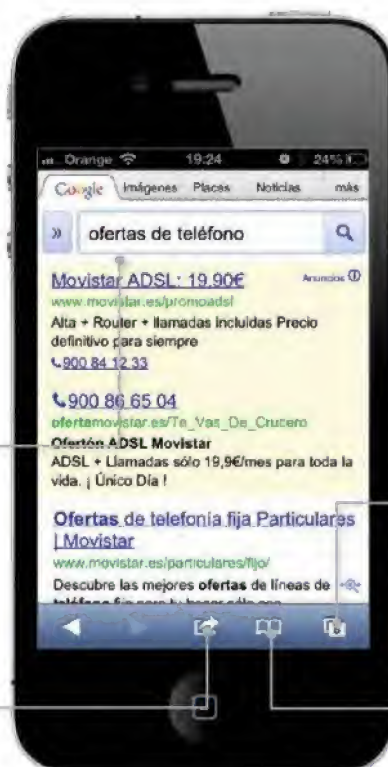 Orange 19:24 24%
Google Imágenes Places Noticias más
» ofertas de teléfono
Movistar ADSL: 19.90€ Anuncios
www.movistar.es/promoadsl
Alta + Router + llamadas incluidas Precio
definitivo para siempre
900 84 12 33
900 86 65 04
ofertamovistar.es/Te_Vas_De_Crucero
Ofertón ADSL Movistar
ADSL + Llamadas sólo 19,9€/mes para toda la
vida. ¡ Único Día !
Ofertas de telefonía fija Particulares
| Movistar
www.movistar.es/particulares/fijo/
Descubre las mejores ofertas de líneas de